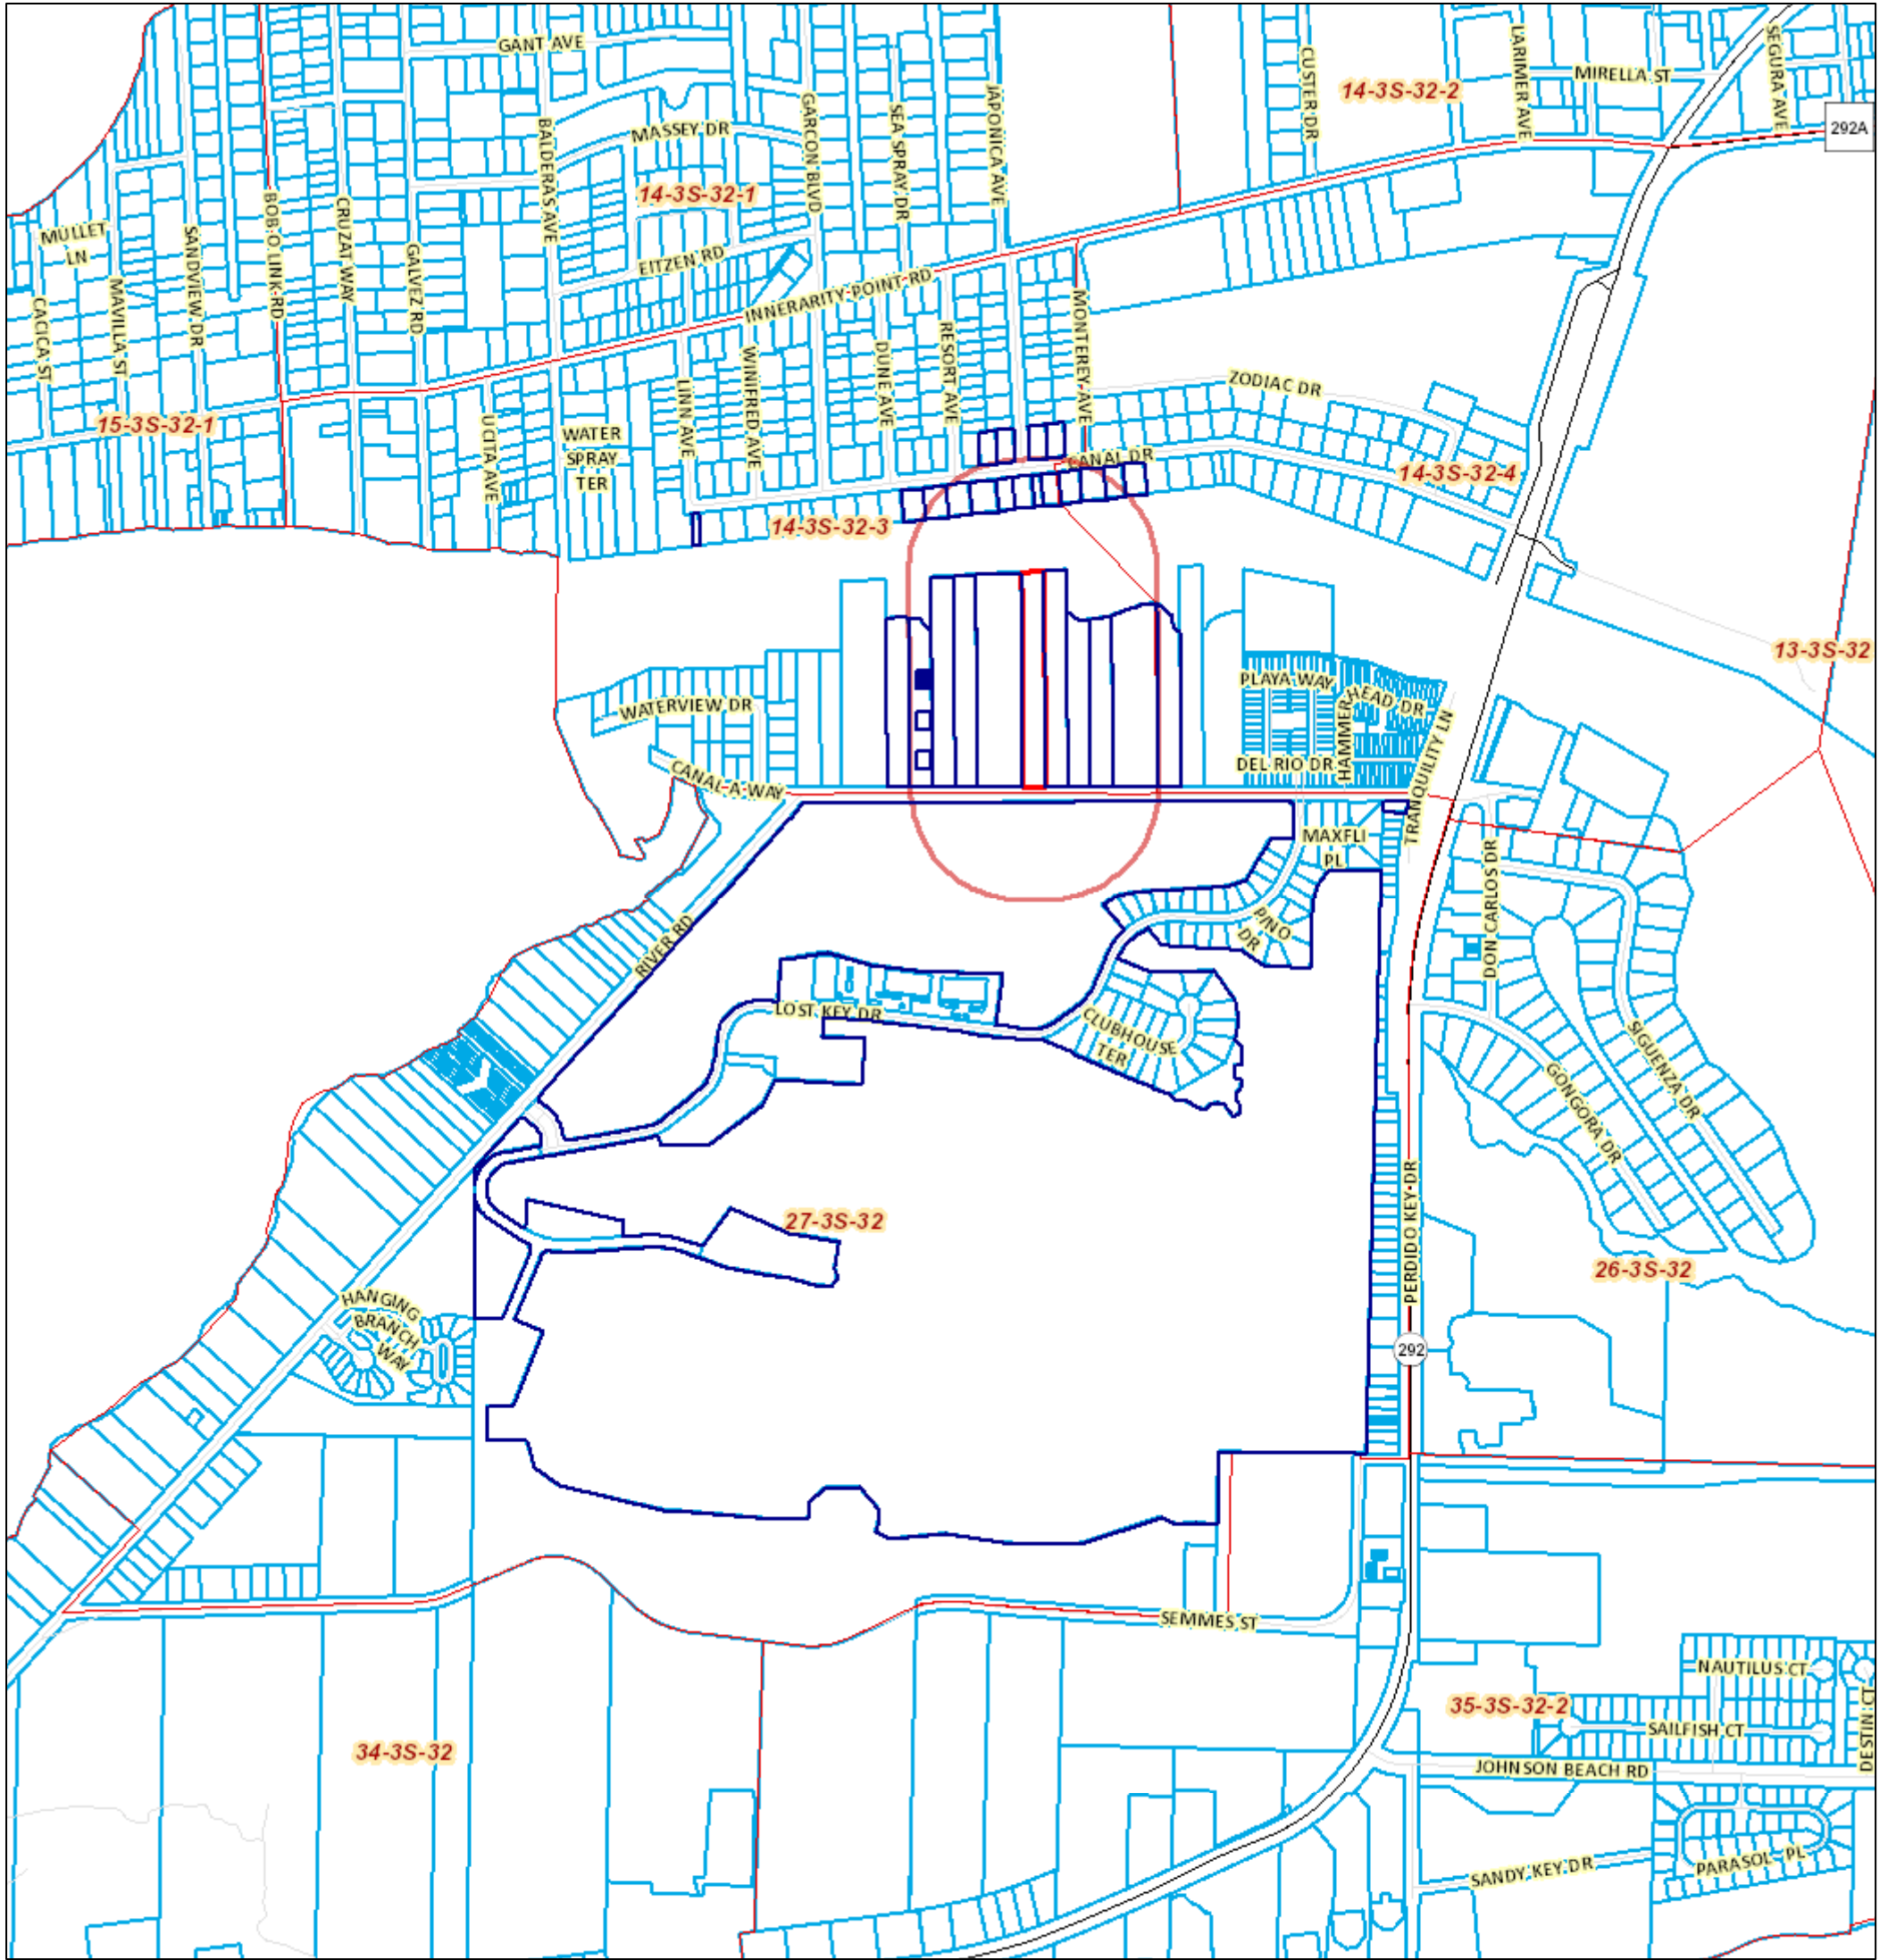 GANT AVE
MASSEY DR
BALDERAS AVE
GARCON BLVD
SEA SPRAY DR
JAPONICA AVE
CUSTER DR
14-3S-32-2
LARIMER AVE
MIRELLA ST
SEGURA AVE
292A
14-3S-32-1
MULLET
LN
CACICA ST
MAVILLA ST
SANDVIEW DR
BOB O LINK RD
CRUZAT WAY
GALVEZ RD
EITZEN RD
INNERARITY POINT RD
MONTEREY AVE
15-3S-32-1
UCITA AVE
WATER
SPRAY
TER
LINN AVE
WINIFRED AVE
DUNE AVE
RESORT AVE
ZODIAC DR
CANAL DR
14-3S-32-4
14-3S-32-3
13-3S-32
WATERVIEW DR
PLAYA WAY
HAMMER
HEAD DR
DEL RIO DR
TRANQUILITY LN
CANAL A WAY
MAXFLI
PL
RIVER RD
PINO
DR
DON CARLOS DR
LOST KEY DR
CLUBHOUSE
TER
SIGUENZA DR
GONGORA DR
27-3S-32
PERDIDO KEY DR
26-3S-32
HANGING
BRANCH
WAY
292
SEMMES ST
NAUTILUS CT
35-3S-32-2
SAILFISH CT
DESTIN CT
34-3S-32
JOHNSON BEACH RD
SANDY KEY DR
PARASOL PL